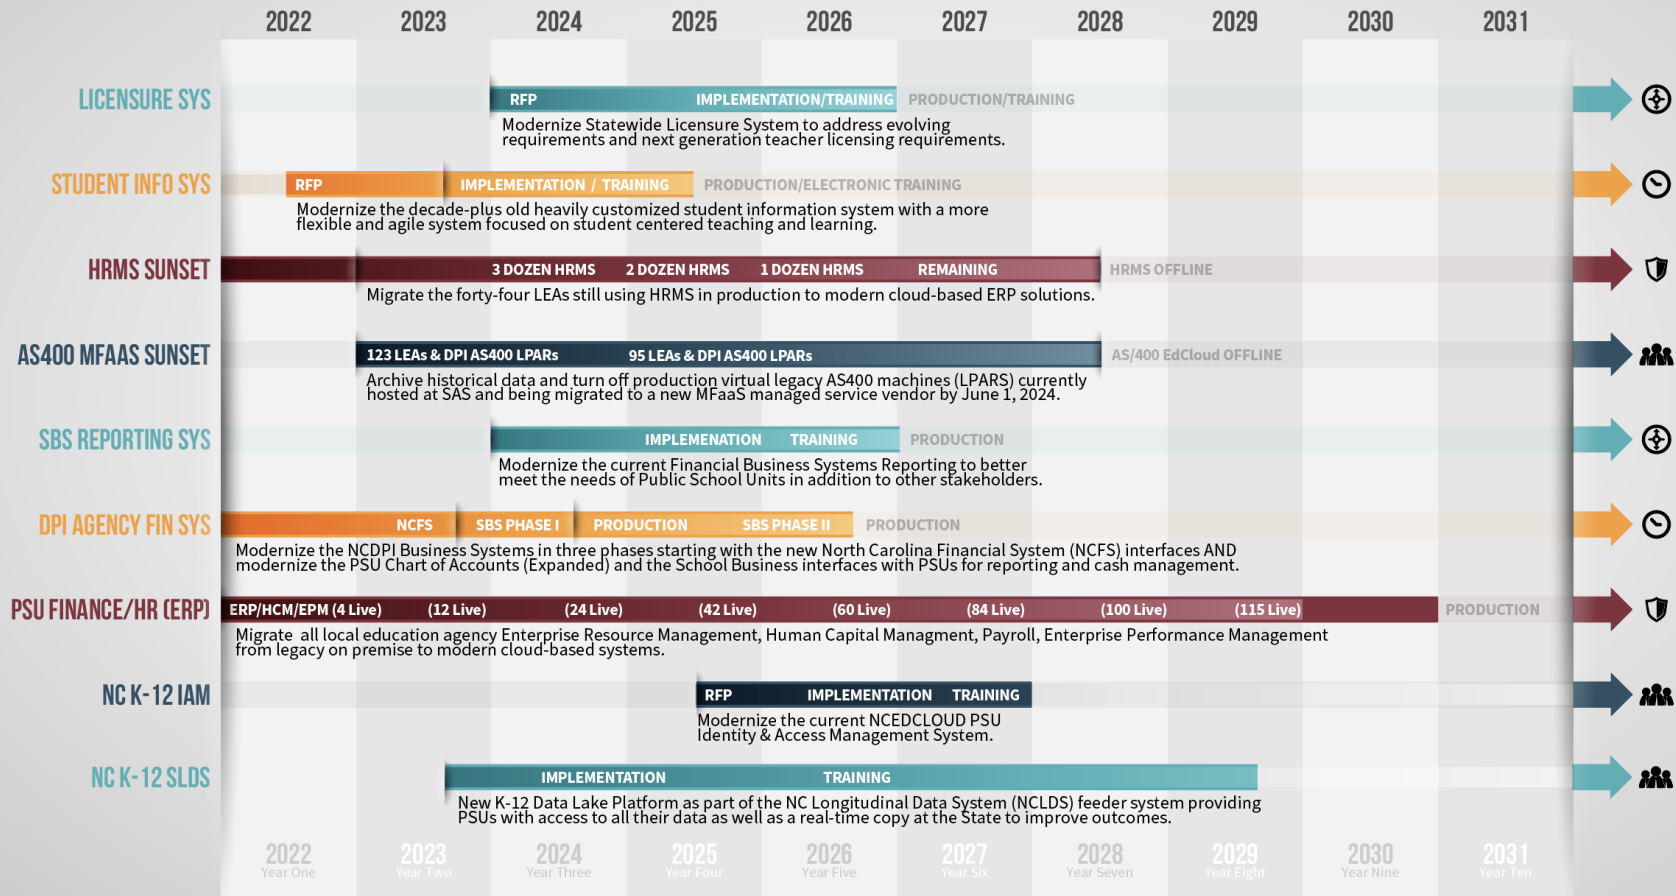 2022 2023 2024 2025 2026 2027 2028 2029 2030 2031
LICENSURE SYS
RFP IMPLEMENTATION/TRAINING PRODUCTION/TRAINING
Modernize Statewide Licensure System to address evolving
requirements and next generation teacher licensing requirements.
STUDENT INFO SYS
RFP IMPLEMENTATION / TRAINING PRODUCTION/ELECTRONIC TRAINING
Modernize the decade-plus old heavily customized student information system with a more
flexible and agile system focused on student centered teaching and learning.
HRMS SUNSET
3 DOZEN HRMS 2 DOZEN HRMS 1 DOZEN HRMS REMAINING HRMS OFFLINE
Migrate the forty-four LEAs still using HRMS in production to modern cloud-based ERP solutions.
AS400 MFAAS SUNSET
123 LEAs & DPI AS400 LPARs 95 LEAs & DPI AS400 LPARs AS/400 EdCloud OFFLINE
Archive historical data and turn off production virtual legacy AS400 machines (LPARS) currently
hosted at SAS and being migrated to a new MFaaS managed service vendor by June 1, 2024.
SBS REPORTING SYS
IMPLEMENATION TRAINING PRODUCTION
Modernize the current Financial Business Systems Reporting to better
meet the needs of Public School Units in addition to other stakeholders.
DPI AGENCY FIN SYS
NCFS SBS PHASE I PRODUCTION SBS PHASE II PRODUCTION
Modernize the NCDPI Business Systems in three phases starting with the new North Carolina Financial System (NCFS) interfaces AND
modernize the PSU Chart of Accounts (Expanded) and the School Business interfaces with PSUs for reporting and cash management.
PSU FINANCE/HR (ERP)
ERP/HCM/EPM (4 Live) (12 Live) (24 Live) (42 Live) (60 Live) (84 Live) (100 Live) (115 Live) PRODUCTION
Migrate all local education agency Enterprise Resource Management, Human Capital Managment, Payroll, Enterprise Performance Management
from legacy on premise to modern cloud-based systems.
NC K-12 IAM
RFP IMPLEMENTATION TRAINING
Modernize the current NCEDCLOUD PSU
Identity & Access Management System.
NC K-12 SLDS
IMPLEMENTATION TRAINING
New K-12 Data Lake Platform as part of the NC Longitudinal Data System (NCLDS) feeder system providing
PSUs with access to all their data as well as a real-time copy at the State to improve outcomes.
2022 2023 2024 2025 2026 2027 2028 2029 2030 2031
Year One Year Two Year Three Year Four Year Five Year Six Year Seven Year Eight Year Nine Year Ten